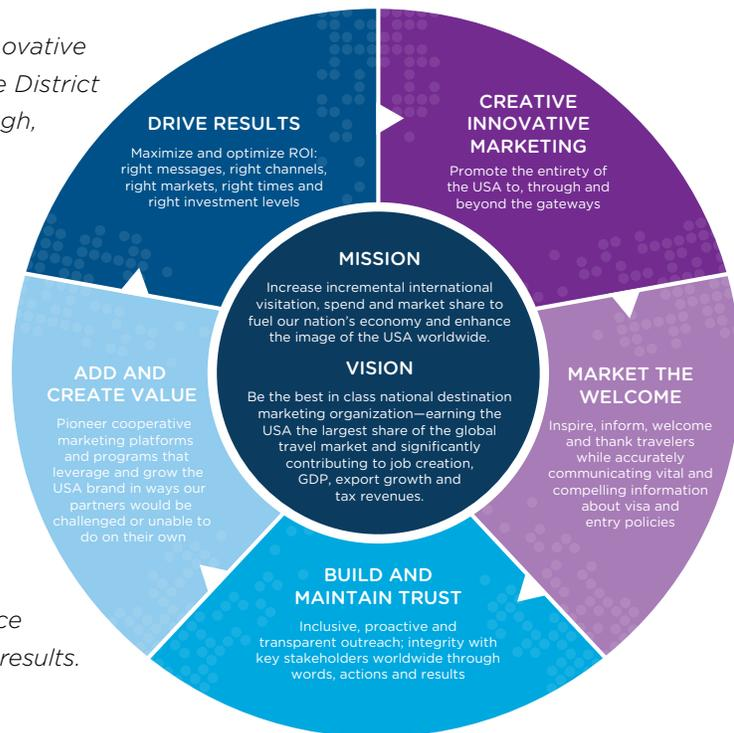 ovative
e District
gh,
DRIVE RESULTS
Maximize and optimize ROI:
right messages, right channels,
right markets, right times and
right investment levels
CREATIVE
INNOVATIVE
MARKETING
Promote the entirety of
the USA to, through and
beyond the gateways
MISSION
Increase incremental international
visitation, spend and market share to
fuel our nation’s economy and enhance
the image of the USA worldwide.
VISION
Be the best in class national destination
marketing organization—earning the
USA the largest share of the global
travel market and significantly
contributing to job creation,
GDP, export growth and
tax revenues.
ADD AND
CREATE VALUE
Pioneer cooperative
marketing platforms
and programs that
leverage and grow the
USA brand in ways our
partners would be
challenged or unable to
do on their own
MARKET THE
WELCOME
Inspire, inform, welcome
and thank travelers
while accurately
communicating vital and
compelling information
about visa and
entry policies
BUILD AND
MAINTAIN TRUST
Inclusive, proactive and
transparent outreach; integrity with
key stakeholders worldwide through
words, actions and results
ce
results.